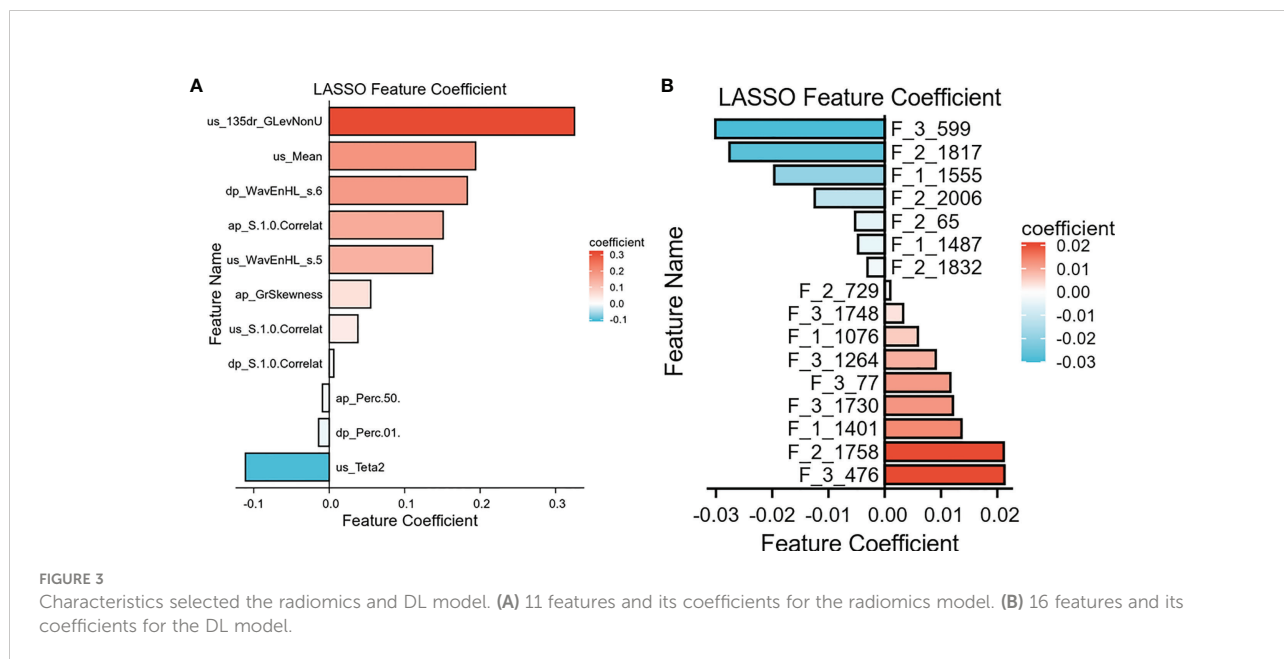 A
LASSO Feature Coefficient
us_135dr_GLevNonU
us_Mean
dp_WavEnHL_s.6
ap_S.1.0.Correlat
us_WavEnHL_s.5
ap_GrSkewness
us_S.1.0.Correlat
dp_S.1.0.Correlat
ap_Perc.50.
dp_Perc.01.
us_Teta2
Feature Name
-0.1 0.0 0.1 0.2 0.3
Feature Coefficient
coefficient
0.3
0.2
0.1
0.0
-0.1
B
LASSO Feature Coefficient
F_3_599
F_2_1817
F_1_1555
F_2_2006
F_2_65
F_1_1487
F_2_1832
F_2_729
F_3_1748
F_1_1076
F_3_1264
F_3_77
F_3_1730
F_1_1401
F_2_1758
F_3_476
Feature Name
-0.03 -0.02 -0.01 0.00 0.01 0.02
Feature Coefficient
coefficient
0.02
0.01
0.00
-0.01
-0.02
-0.03
FIGURE 3
Characteristics selected the radiomics and DL model. (A) 11 features and its coefficients for the radiomics model. (B) 16 features and its
coefficients for the DL model.